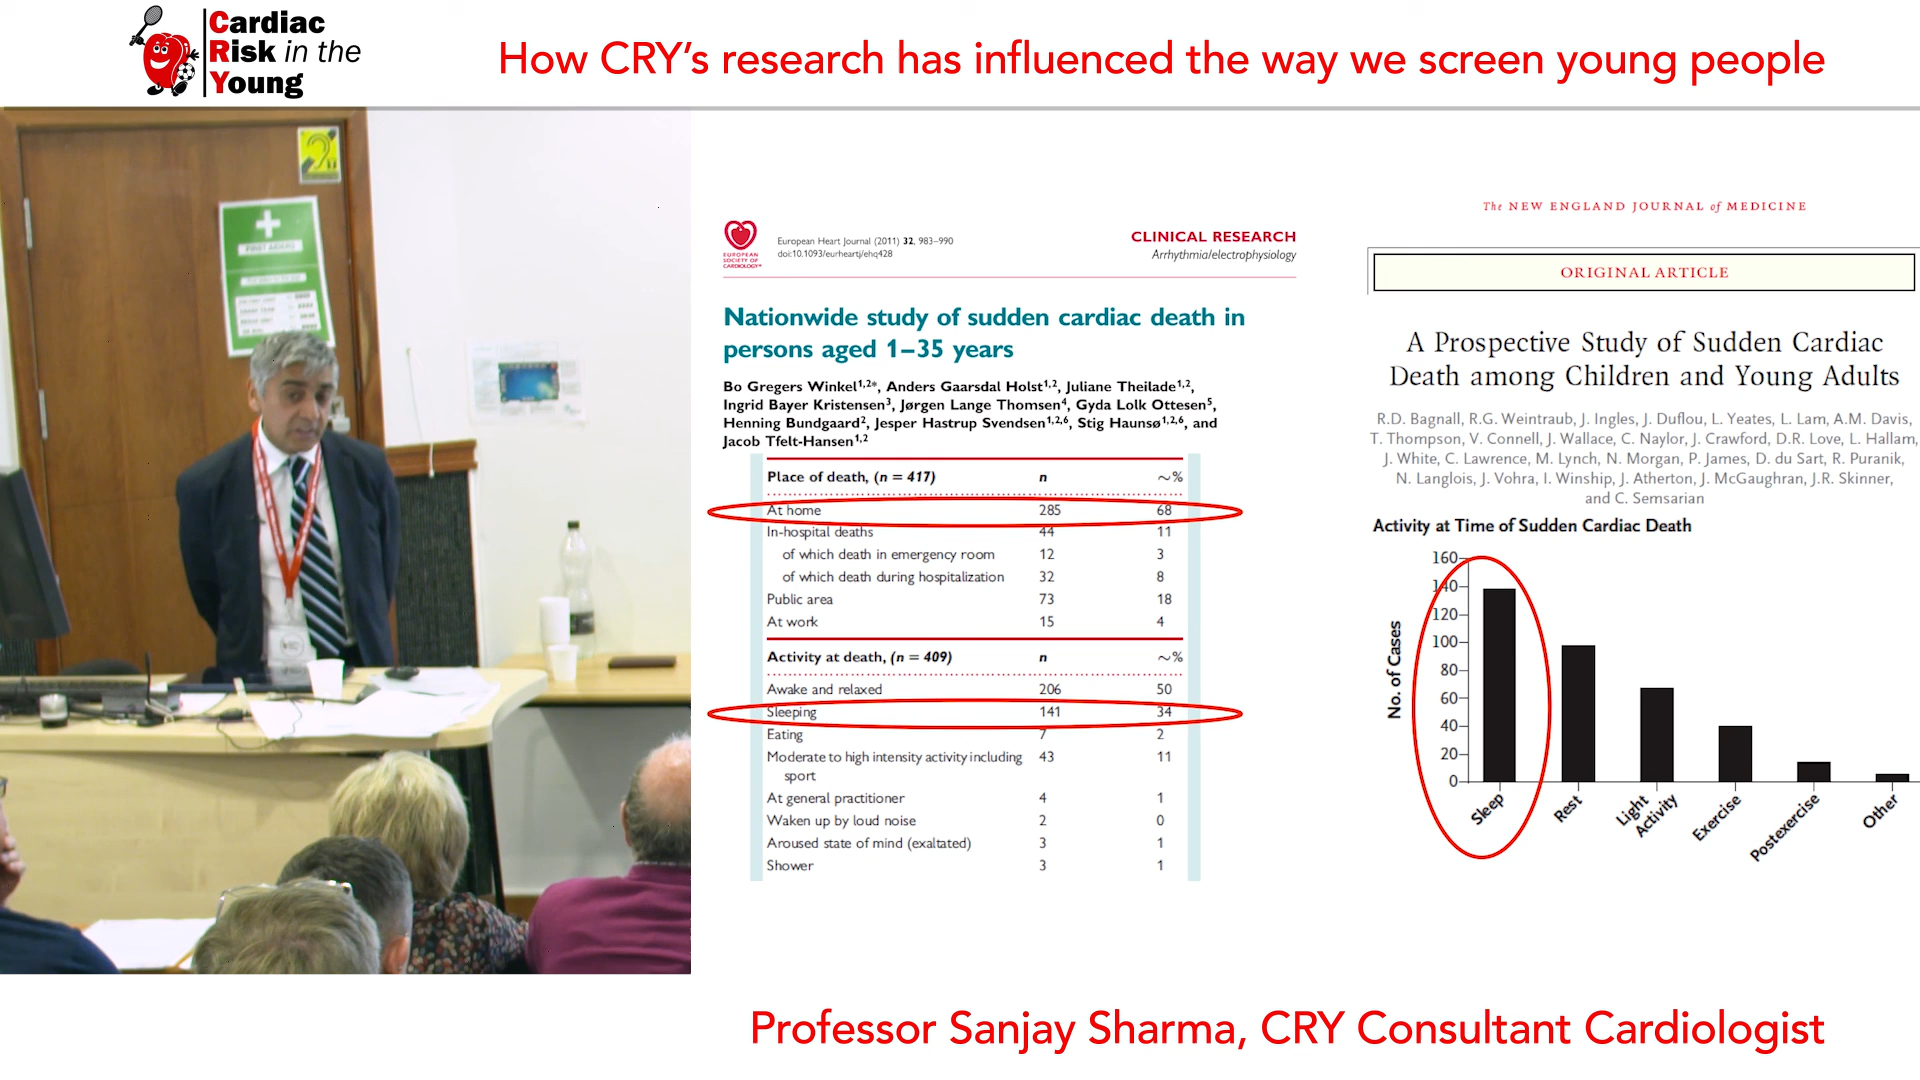 Cardiac
Risk in the
Young
How CRY's research has influenced the way we screen young people
FIRST AIDERS
EUROPEAN
SOCIETY OF
CARDIOLOGY®
European Heart Journal (2011) 32, 983–990
doi:10.1093/eurheartj/ehq428
CLINICAL RESEARCH
Arrhythmia/electrophysiology
Nationwide study of sudden cardiac death in
persons aged 1–35 years
Bo Gregers Winkel1,2*, Anders Gaarsdal Holst1,2, Juliane Theilade1,2,
Ingrid Bayer Kristensen3, Jørgen Lange Thomsen4, Gyda Lolk Ottesen5,
Henning Bundgaard2, Jesper Hastrup Svendsen1,2,6, Stig Haunsø1,2,6, and
Jacob Tfelt-Hansen1,2
Place of death, (n = 417) n ~%
At home 285 68
In-hospital deaths 44 11
of which death in emergency room 12 3
of which death during hospitalization 32 8
Public area 73 18
At work 15 4
Activity at death, (n = 409) n ~%
Awake and relaxed 206 50
Sleeping 141 34
Eating 7 2
Moderate to high intensity activity including 43 11
sport
At general practitioner 4 1
Waken up by loud noise 2 0
Aroused state of mind (exaltated) 3 1
Shower 3 1
The NEW ENGLAND JOURNAL of MEDICINE
ORIGINAL ARTICLE
A Prospective Study of Sudden Cardiac
Death among Children and Young Adults
R.D. Bagnall, R.G. Weintraub, J. Ingles, J. Duflou, L. Yeates, L. Lam, A.M. Davis,
T. Thompson, V. Connell, J. Wallace, C. Naylor, J. Crawford, D.R. Love, L. Hallam,
J. White, C. Lawrence, M. Lynch, N. Morgan, P. James, D. du Sart, R. Puranik,
N. Langlois, J. Vohra, I. Winship, J. Atherton, J. McGaughran, J.R. Skinner,
and C. Semsarian
Activity at Time of Sudden Cardiac Death
No. of Cases
160
140
120
100
80
60
40
20
0
Sleep
Rest
Light
Activity
Exercise
Postexercise
Other
Professor Sanjay Sharma, CRY Consultant Cardiologist